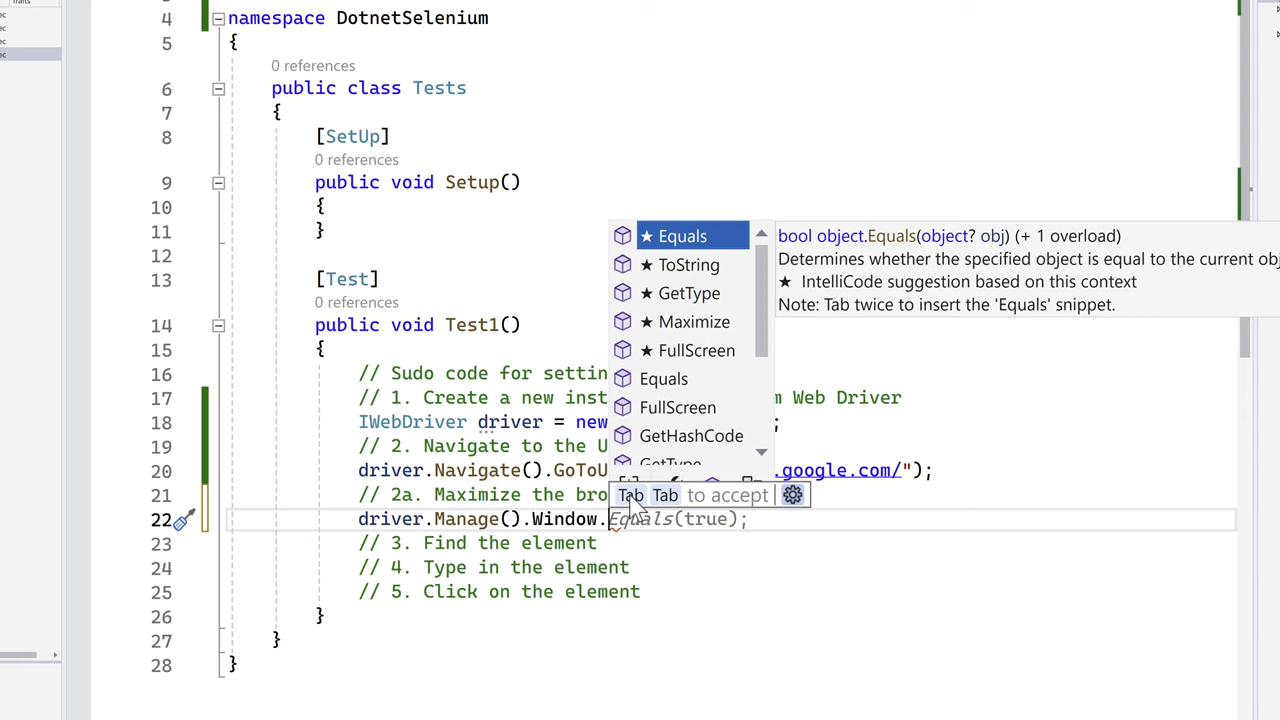 4 namespace DotnetSelenium
5 {
0 references
6 public class Tests
7 {
8 [SetUp]
0 references
9 public void Setup()
10 {
11 }
12
13 [Test]
0 references
14 public void Test1()
15 {
16 // Sudo code for settin
17 // 1. Create a new inst m Web Driver
18 IWebDriver driver = new ;
19 // 2. Navigate to the U
20 driver.Navigate().GoToU .google.com/");
21 // 2a. Maximize the bro
22 driver.Manage().Window.Equals(true);
23 // 3. Find the element
24 // 4. Type in the element
25 // 5. Click on the element
26 }
27 }
28 }
★ Equals
★ ToString
★ GetType
★ Maximize
★ FullScreen
Equals
FullScreen
GetHashCode
GetType
Tab Tab to accept
bool object.Equals(object? obj) (+ 1 overload)
Determines whether the specified object is equal to the current obj
★ IntelliCode suggestion based on this context
Note: Tab twice to insert the 'Equals' snippet.